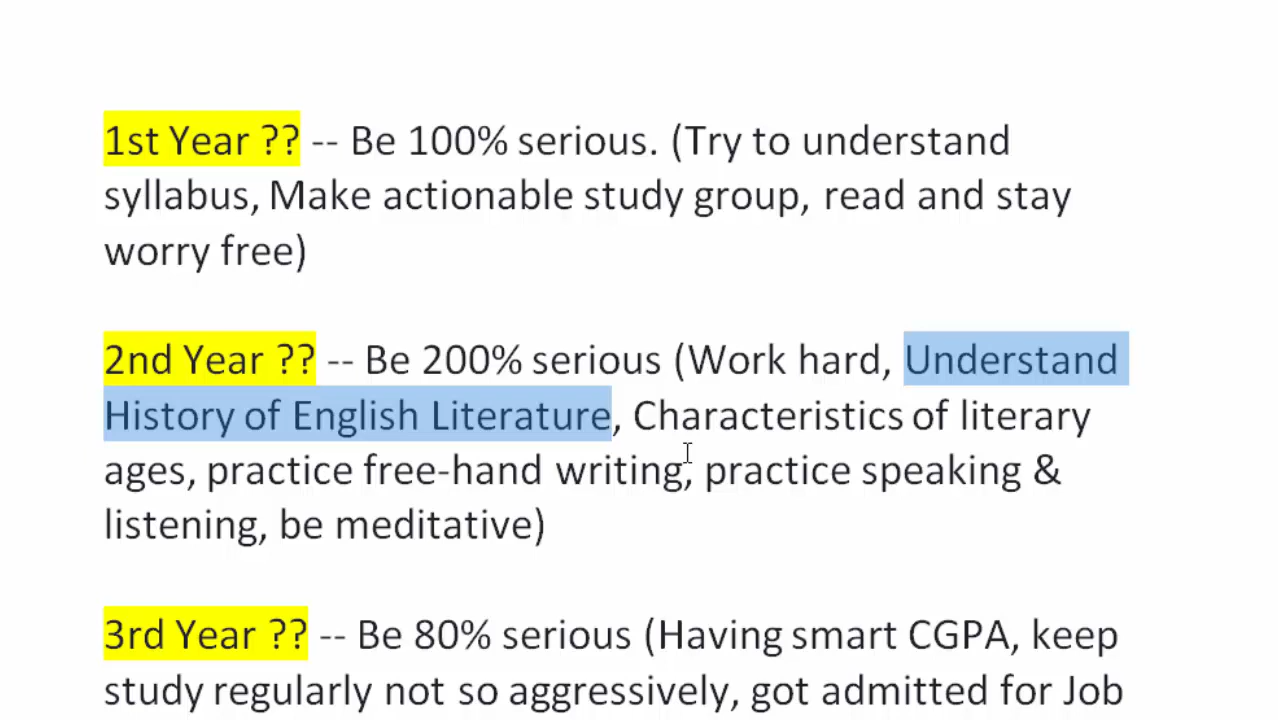 1st Year ?? -- Be 100% serious. (Try to understand
syllabus, Make actionable study group, read and stay
worry free)
2nd Year ?? -- Be 200% serious (Work hard, Understand
History of English Literature, Characteristics of literary
ages, practice free-hand writing, practice speaking &
listening, be meditative)
3rd Year ?? -- Be 80% serious (Having smart CGPA, keep
study regularly not so aggressively, got admitted for Job